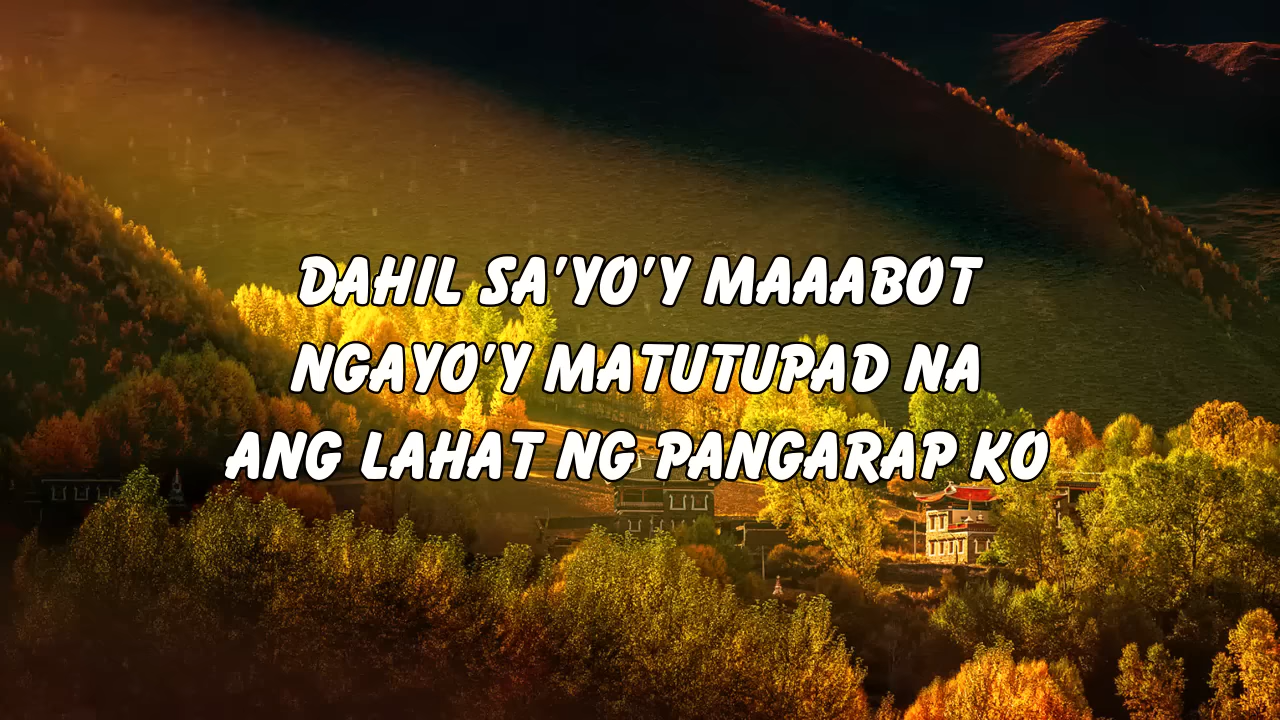 DAHIL SA'YO'Y MAAABOT
NGAYO'Y MATUTUPAD NA
ANG LAHAT NG PANGARAP KO